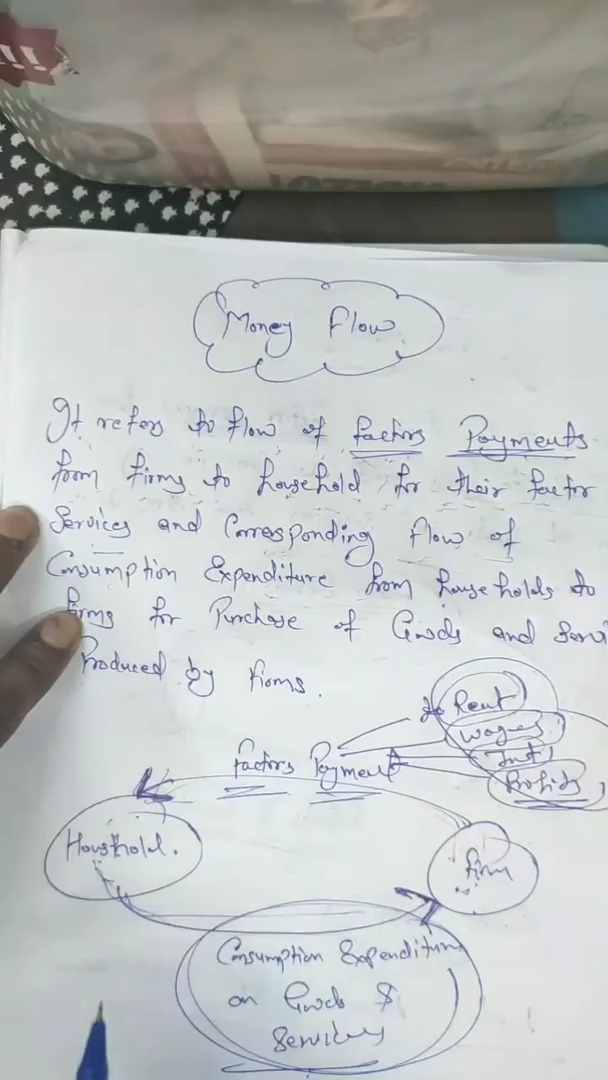 !!!
Money Flow
It refers to flow of factors Payments
from firms to household for their factor
Services and Corresponding flow of
Consumption Expenditure from households to
firms for Purchase of Goods and Servi
Produced by firms.
Rent
Wages
Int
Profits
Factors Payment
Household.
firm
Consumption Expenditure
on Goods &
Services